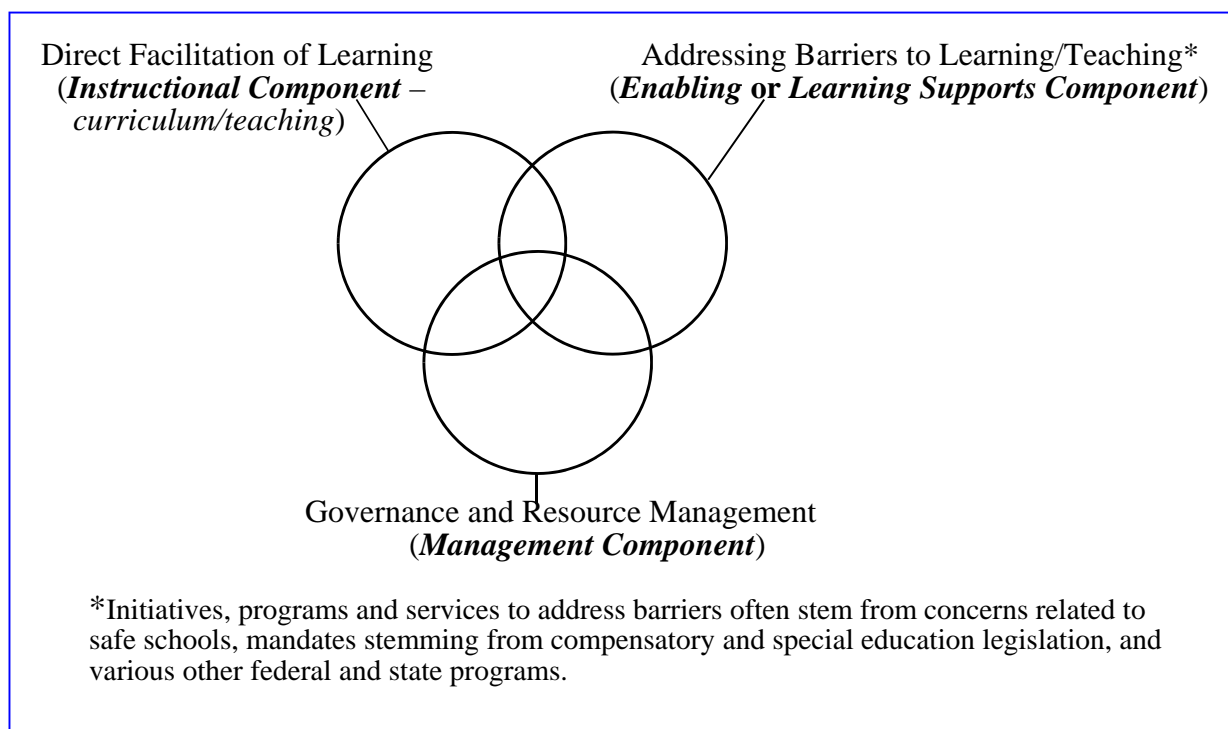 Direct Facilitation of Learning
(Instructional Component –
curriculum/teaching)
Addressing Barriers to Learning/Teaching*
(Enabling or Learning Supports Component)
Governance and Resource Management
(Management Component)
*Initiatives, programs and services to address barriers often stem from concerns related to
safe schools, mandates stemming from compensatory and special education legislation, and
various other federal and state programs.